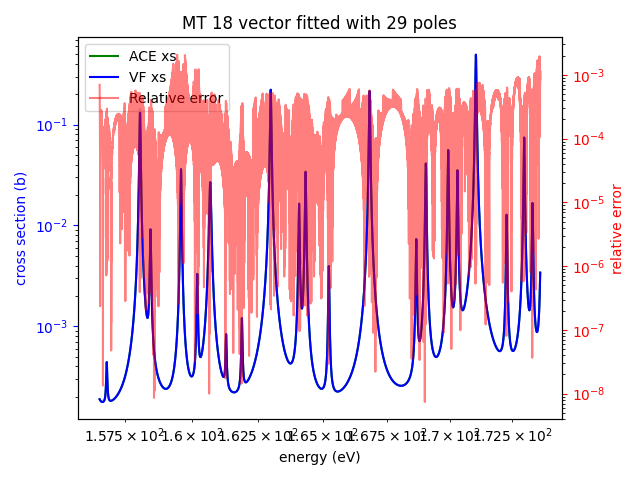 MT 18 vector fitted with 29 poles
ACE xs
VF xs
Relative error
cross section (b)
10⁻¹
10⁻²
10⁻³
relative error
10⁻³
10⁻⁴
10⁻⁵
10⁻⁶
10⁻⁷
10⁻⁸
1.575 × 10² 1.6 × 10² 1.625 × 10² 1.65 × 10² 1.675 × 10² 1.7 × 10² 1.725 × 10²
energy (eV)